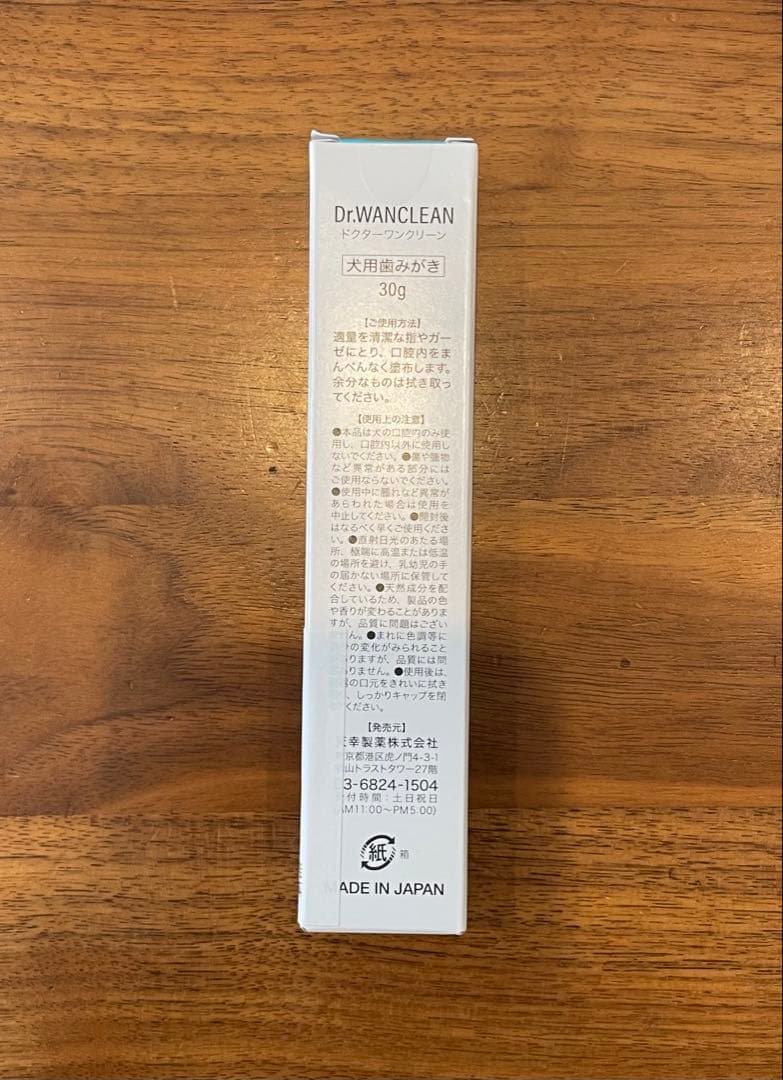 Dr.WANCLEAN
ドクターワンクリーン
犬用歯みがき
30g
【ご使用方法】
適量を清潔な指やガー
ゼにとり、口腔内をま
んべんなく塗布します。
余分なものは拭き取っ
てください。
【使用上の注意】
●本品は犬の口腔内のみ使
用し、口腔内以外に使用し
ないでください。●傷や腫物
など異常がある部分には
ご使用ならないでください。
●使用中に腫れなど異常が
あらわれた場合は使用を
中止してください。●開封後
はなるべく早くご使用くださ
い。●直射日光のあたる場
所、極端に高温または低温
の場所を避け、乳幼児の手
の届かない場所に保管して
ください。●天然成分を配
合しているため、製品の色
や香りが変わることがありま
すが、品質に問題はござい
ん。●まれに色調等に
の変化がみられること
ありますが、品質には問
ありません。●使用後は、
の口元をきれいに拭き
、しっかりキャップを閉
ください。
【発売元】
天幸製薬株式会社
東京都港区虎ノ門4-3-1
山トラストタワー27階
03-6824-1504
付時間：土日祝日
AM11:00～PM5:00)
紙 箱
MADE IN JAPAN